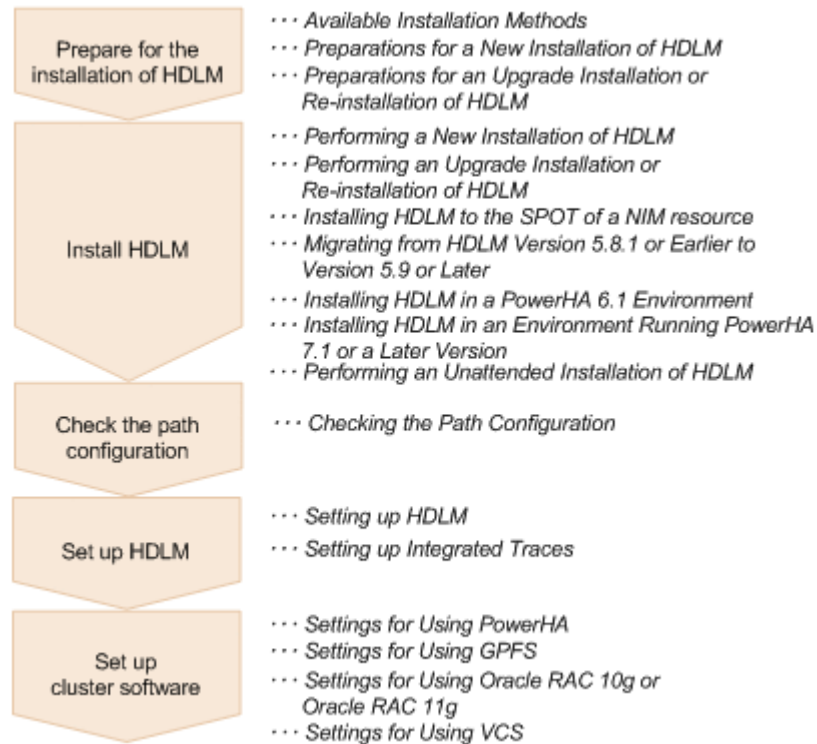 Prepare for the
installation of HDLM
··· Available Installation Methods
··· Preparations for a New Installation of HDLM
··· Preparations for an Upgrade Installation or
Re-installation of HDLM
Install HDLM
··· Performing a New Installation of HDLM
··· Performing an Upgrade Installation or
Re-installation of HDLM
··· Installing HDLM to the SPOT of a NIM resource
··· Migrating from HDLM Version 5.8.1 or Earlier to
Version 5.9 or Later
··· Installing HDLM in a PowerHA 6.1 Environment
··· Installing HDLM in an Environment Running PowerHA
7.1 or a Later Version
··· Performing an Unattended Installation of HDLM
Check the path
configuration
··· Checking the Path Configuration
Set up HDLM
··· Setting up HDLM
··· Setting up Integrated Traces
Set up
cluster software
··· Settings for Using PowerHA
··· Settings for Using GPFS
··· Settings for Using Oracle RAC 10g or
Oracle RAC 11g
··· Settings for Using VCS